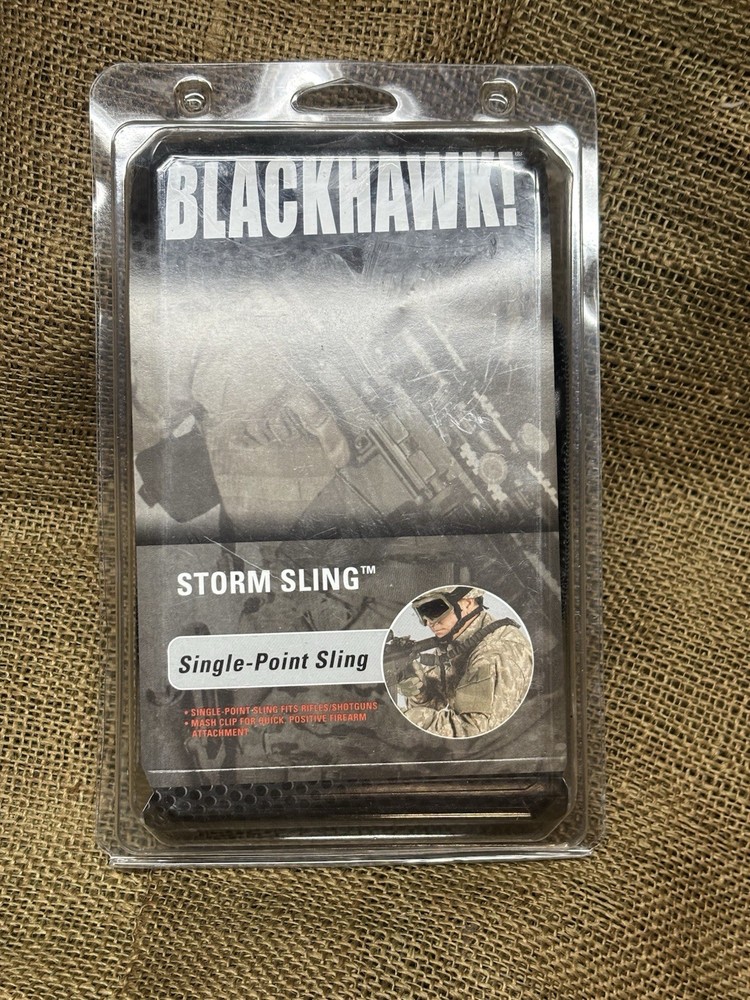 BLACKHAWK!™
STORM SLING™
Single-Point Sling
• SINGLE-POINT SLING FITS RIFLES/SHOTGUNS
• MASH CLIP FOR QUICK, POSITIVE FIREARM
ATTACHMENT